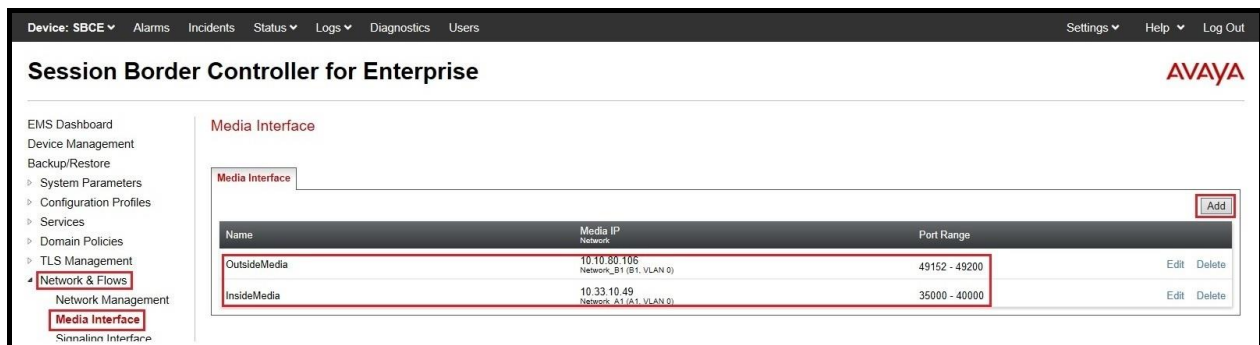 Device: SBCE Alarms Incidents Status Logs Diagnostics Users Settings Help Log Out
Session Border Controller for Enterprise
AVAYA
EMS Dashboard
Device Management
Backup/Restore
System Parameters
Configuration Profiles
Services
Domain Policies
TLS Management
Network & Flows
Network Management
Media Interface
Signaling Interface
Media Interface
Media Interface
Add
Name Media IP Port Range
Network
OutsideMedia 10.10.80.106 49152 - 49200 Edit Delete
Network_B1 (B1, VLAN 0)
InsideMedia 10.33.10.49 35000 - 40000 Edit Delete
Network_A1 (A1, VLAN 0)